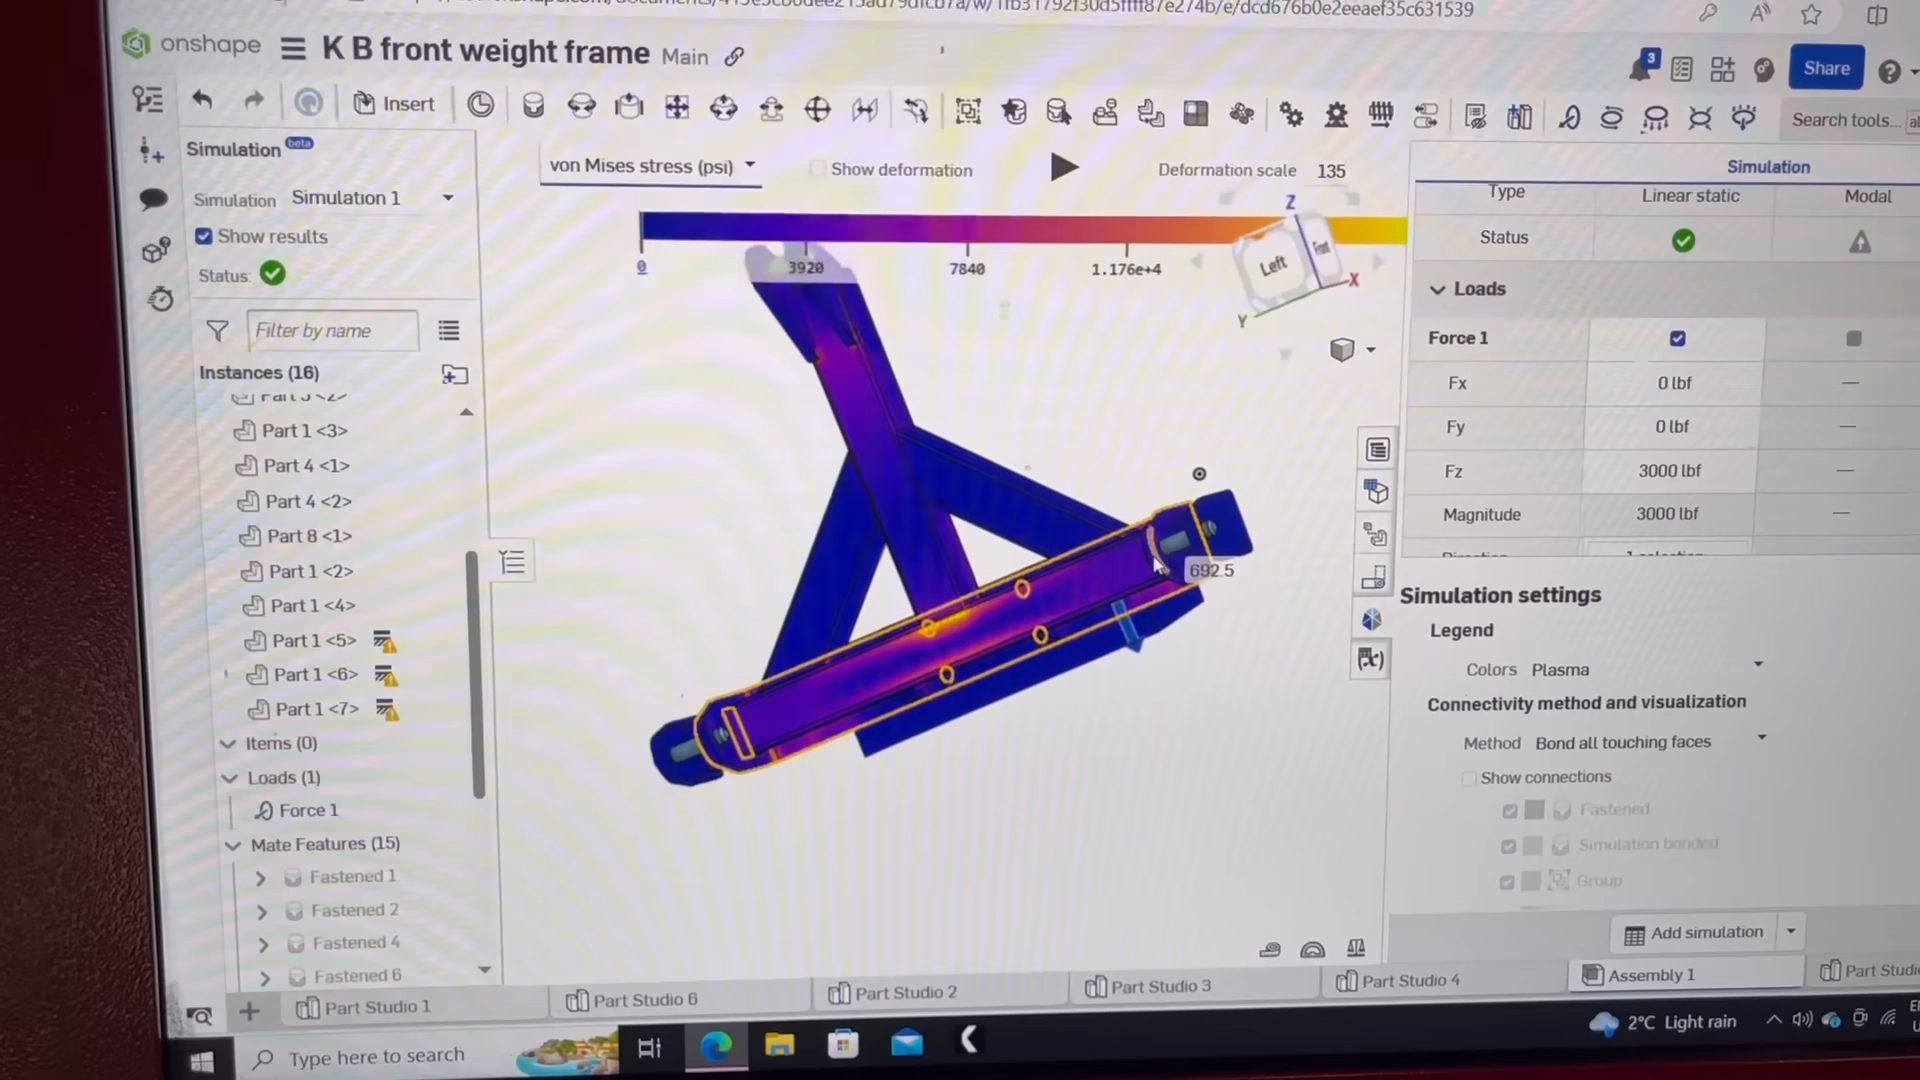 onshape
K B front weight frame Main
3
Share
Insert
Search tools...
Simulation beta
Simulation Simulation 1
Show results
Status:
Filter by name
Instances (16)
Part 1 <3>
Part 4 <1>
Part 4 <2>
Part 8 <1>
Part 1 <2>
Part 1 <4>
Part 1 <5>
Part 1 <6>
Part 1 <7>
Items (0)
Loads (1)
Force 1
Mate Features (15)
Fastened 1
Fastened 2
Fastened 4
Fastened 6
von Mises stress (psi)
Show deformation
Deformation scale 135
0
3920
7840
1.176e+4
Z
Left
Front
X
Y
692.5
Simulation
Type Linear static Modal
Status
Loads
Force 1
Fx 0 lbf —
Fy 0 lbf —
Fz 3000 lbf —
Magnitude 3000 lbf —
Simulation settings
Legend
Colors Plasma
Connectivity method and visualization
Method Bond all touching faces
Show connections
Fastened
Simulation bonded
Group
Add simulation
Part Studio 1
Part Studio 6
Part Studio 2
Part Studio 3
Part Studio 4
Assembly 1
Type here to search
2°C Light rain